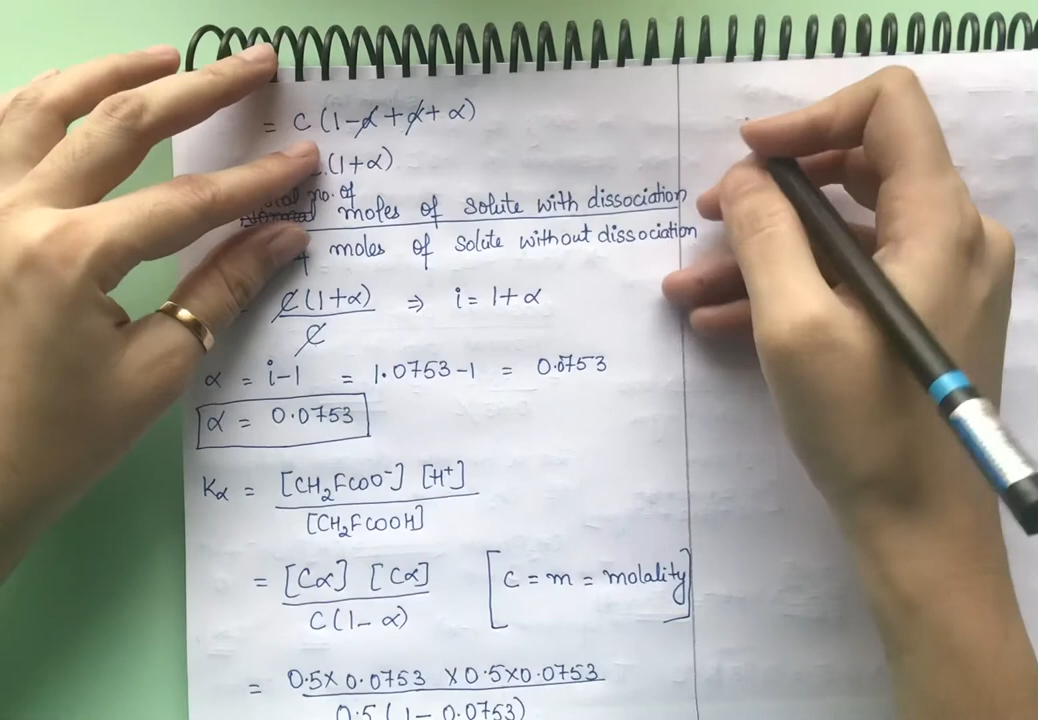 = C (1-α+α+α)
(1+α)
no. of
moles of solute with dissociation
moles of solute without dissociation
C(1+α) ⇒ i = 1+α
C
α = i-1 = 1.0753-1 = 0.0753
α = 0.0753
Kα = [CH₂FCOO⁻] [H⁺]
[CH₂FCOOH]
= [Cα] [Cα] [C = m = molality]
C(1-α)
= 0.5×0.0753 ×0.5×0.0753
0.5(1-0.0753)